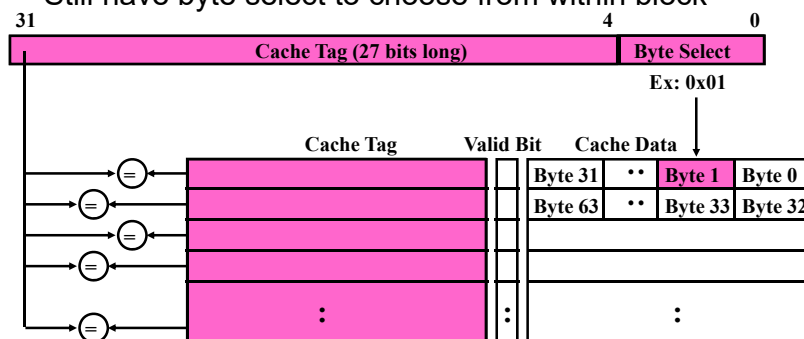 Still have byte select to choose from within block
31 4 0
Cache Tag (27 bits long) Byte Select
Ex: 0x01
Cache Tag Valid Bit Cache Data
= Byte 31 ·· Byte 1 Byte 0
= Byte 63 ·· Byte 33 Byte 32
=
=
: : :
=